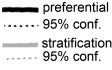 preferential
95% conf.
stratification
95% conf.